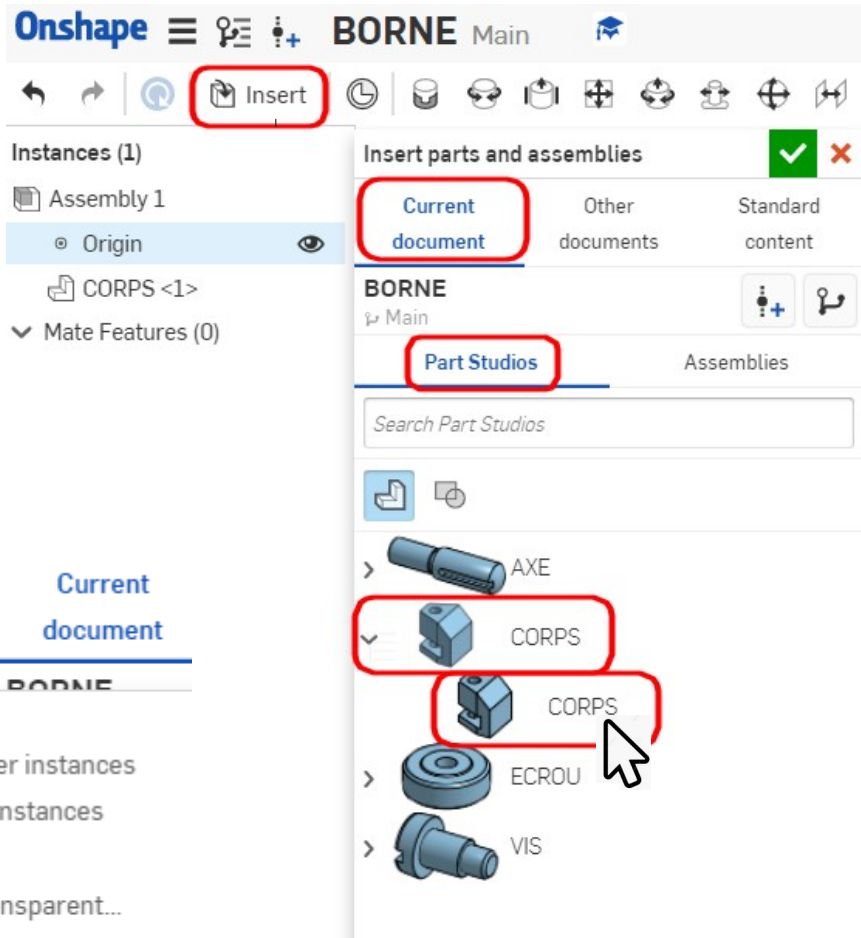 Onshape BORNE Main
Insert
Instances (1)
Assembly 1
Origin
CORPS <1>
Mate Features (0)
Insert parts and assemblies
Current document
Other documents
Standard content
BORNE
Main
Part Studios Assemblies
Search Part Studios
AXE
CORPS
CORPS
ECROU
VIS
Current
document
er instances
nstances
nsparent...